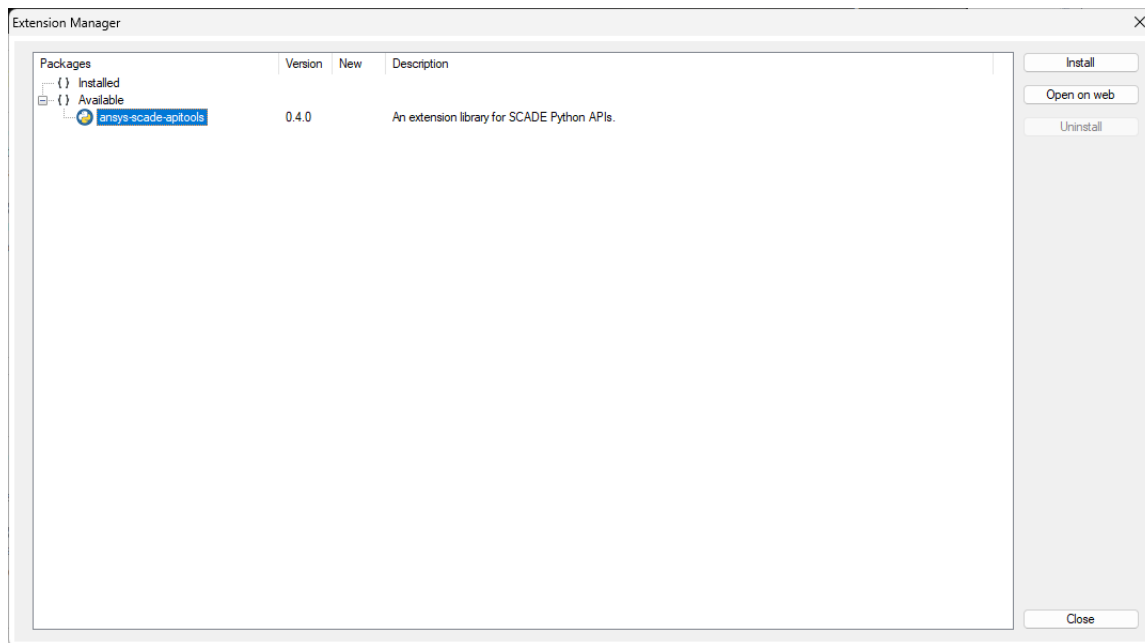 Extension Manager
Packages Version New Description
{ } Installed
{ } Available
ansys-scade-apitools 0.4.0 An extension library for SCADE Python APIs.
Install
Open on web
Uninstall
Close